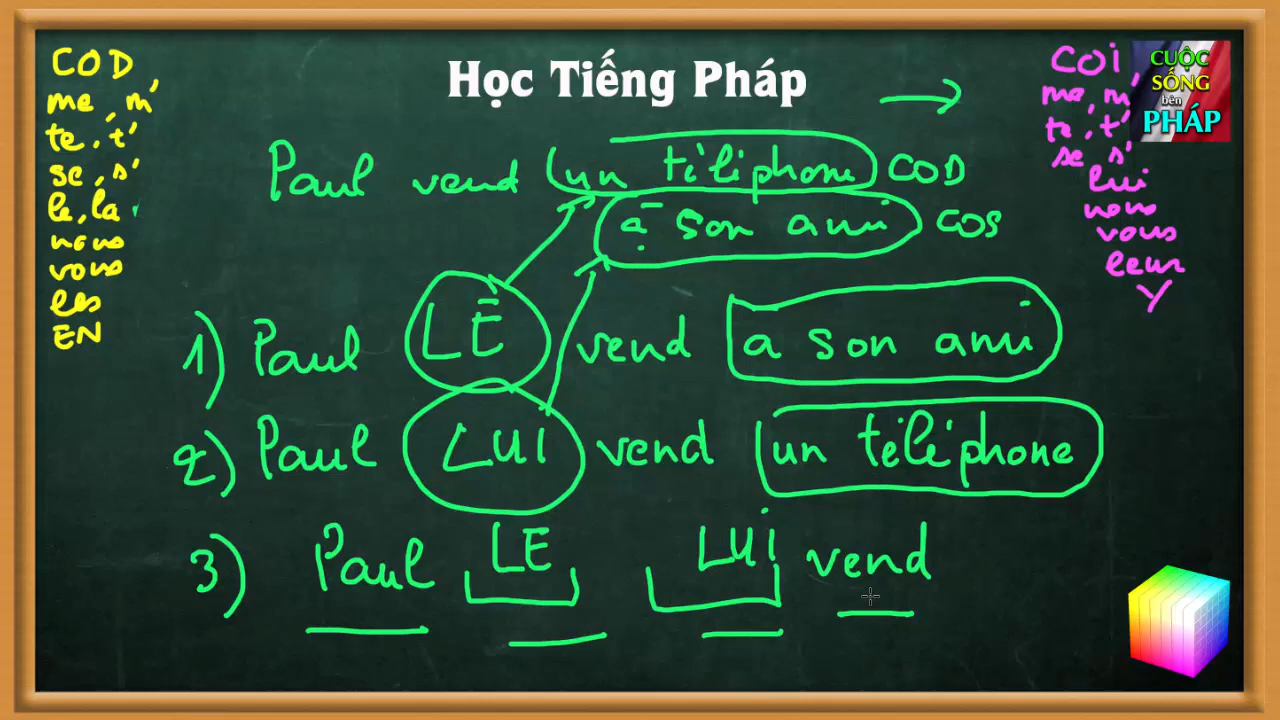 Học Tiếng Pháp
CUỘC
SỐNG
bên
PHÁP
COD
me, m'
te, t'
se, s'
le, la
nous
vous
les
EN
COI
me, m'
te, t'
se s'
lui
nous
vous
leur
Y
Paul vend un téléphone COD
à son ami COS
1) Paul LE vend a son ami
2) Paul LUI vend un téléphone
3) Paul LE LUI vend